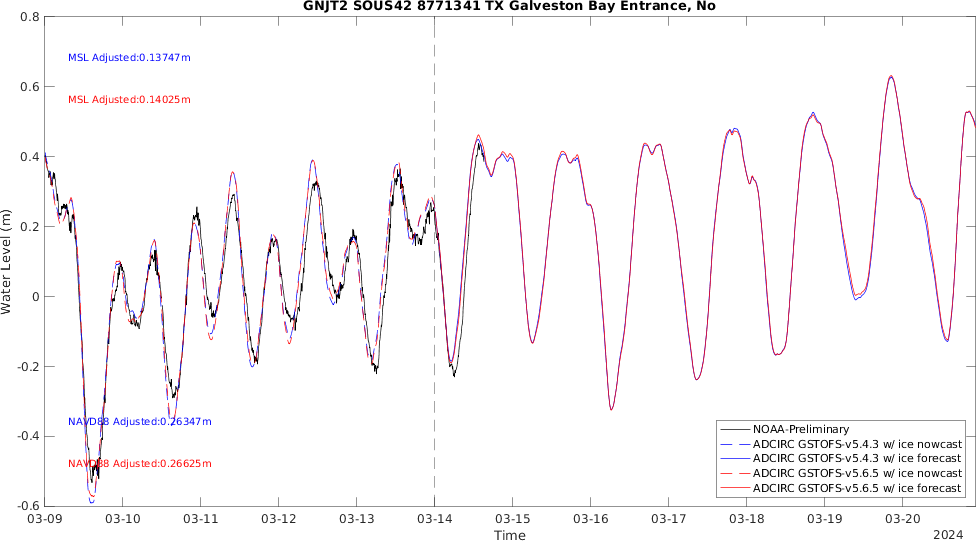 GNJT2 SOUS42 8771341 TX Galveston Bay Entrance, No
0.8
0.6
0.4
0.2
0
-0.2
-0.4
-0.6
Water Level (m)
MSL Adjusted:0.13747m
MSL Adjusted:0.14025m
NAVD88 Adjusted:0.26347m
NAVD88 Adjusted:0.26625m
NOAA-Preliminary
ADCIRC GSTOFS-v5.4.3 w/ ice nowcast
ADCIRC GSTOFS-v5.4.3 w/ ice forecast
ADCIRC GSTOFS-v5.6.5 w/ ice nowcast
ADCIRC GSTOFS-v5.6.5 w/ ice forecast
03-09 03-10 03-11 03-12 03-13 03-14 03-15 03-16 03-17 03-18 03-19 03-20
Time
2024